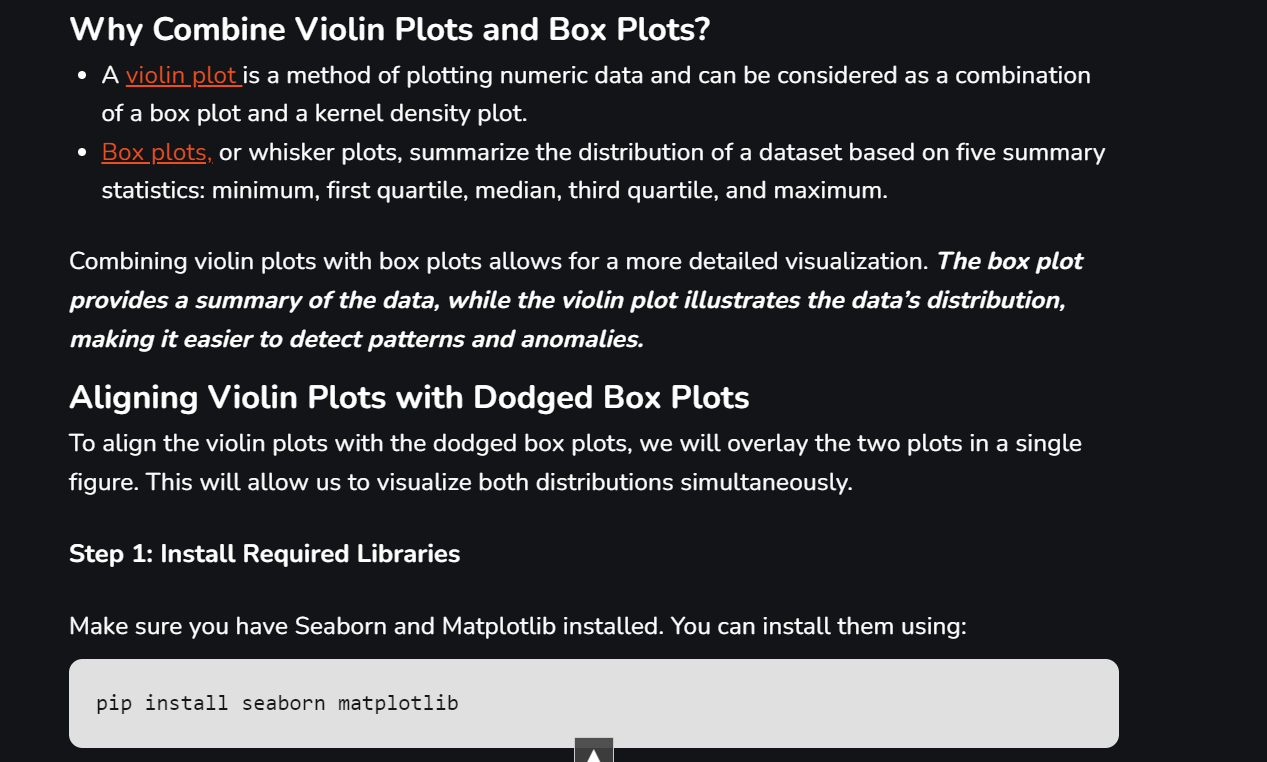 Why Combine Violin Plots and Box Plots?
• A violin plot is a method of plotting numeric data and can be considered as a combination
of a box plot and a kernel density plot.
• Box plots, or whisker plots, summarize the distribution of a dataset based on five summary
statistics: minimum, first quartile, median, third quartile, and maximum.
Combining violin plots with box plots allows for a more detailed visualization. The box plot
provides a summary of the data, while the violin plot illustrates the data’s distribution,
making it easier to detect patterns and anomalies.
Aligning Violin Plots with Dodged Box Plots
To align the violin plots with the dodged box plots, we will overlay the two plots in a single
figure. This will allow us to visualize both distributions simultaneously.
Step 1: Install Required Libraries
Make sure you have Seaborn and Matplotlib installed. You can install them using:
pip install seaborn matplotlib